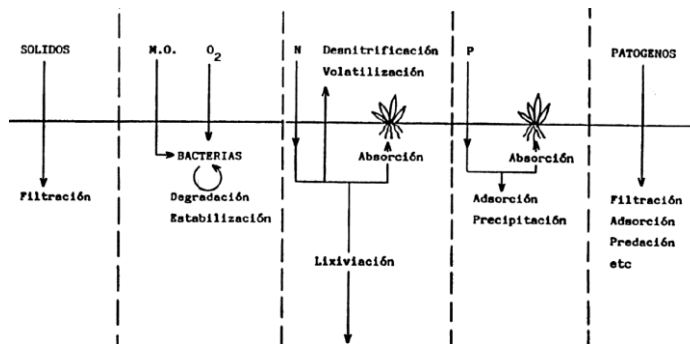 SOLIDOS
Filtración
M.O. O2
BACTERIAS
Degradación
Estabilización
N Desnitrificación
Volatilización
Absorción
Lixiviación
P
Absorción
Adsorción
Precipitación
PATOGENOS
Filtración
Adsorción
Predación
etc